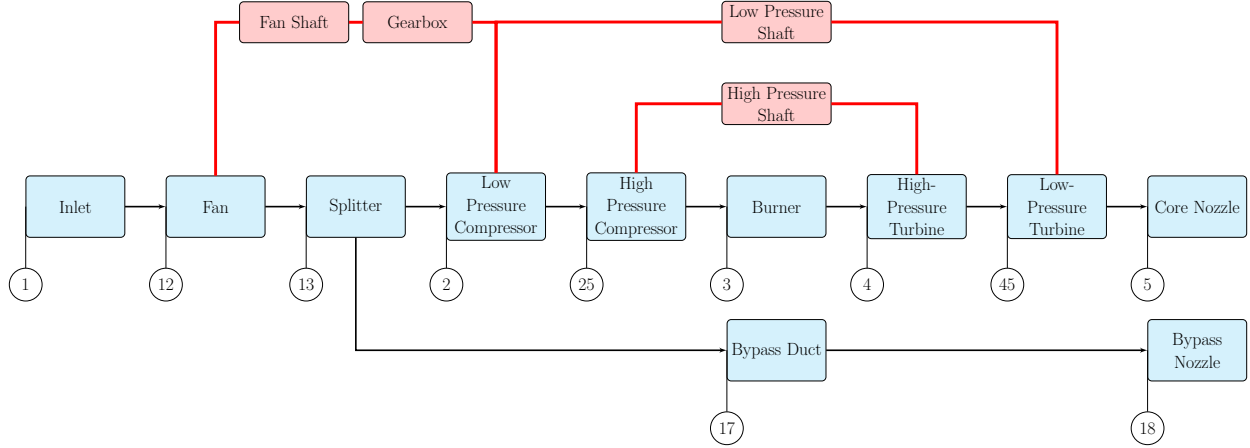 Fan Shaft
Gearbox
Low Pressure
Shaft
High Pressure
Shaft
Inlet
Fan
Splitter
Low
Pressure
Compressor
High
Pressure
Compressor
Burner
High-
Pressure
Turbine
Low-
Pressure
Turbine
Core Nozzle
1
12
13
2
25
3
4
45
5
Bypass Duct
Bypass
Nozzle
17
18